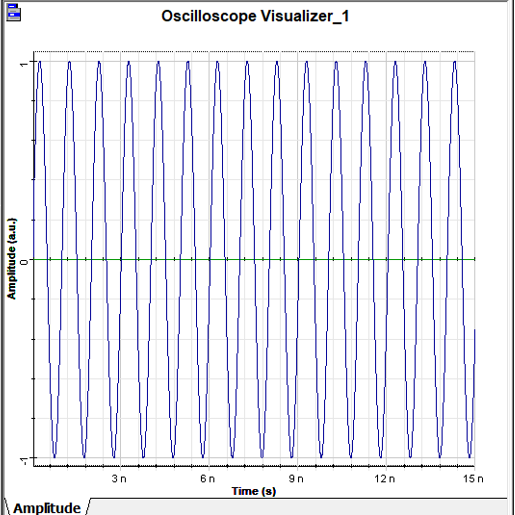 Oscilloscope Visualizer_1
1
0
-1
Amplitude (a.u.)
3 n 6 n 9 n 12 n 15 n
Time (s)
Amplitude